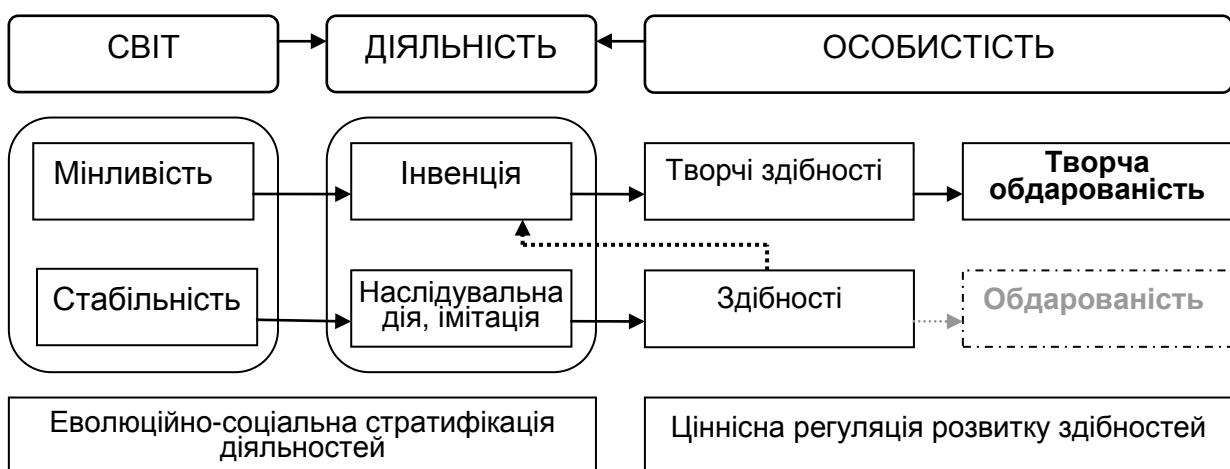 СВІТ
ДІЯЛЬНІСТЬ
ОСОБИСТІСТЬ
Мінливість
Інвенція
Творчі здібності
Творча
обдарованість
Стабільність
Наслідувальна
дія, імітація
Здібності
Обдарованість
Еволюційно-соціальна стратифікація
діяльностей
Ціннісна регуляція розвитку здібностей